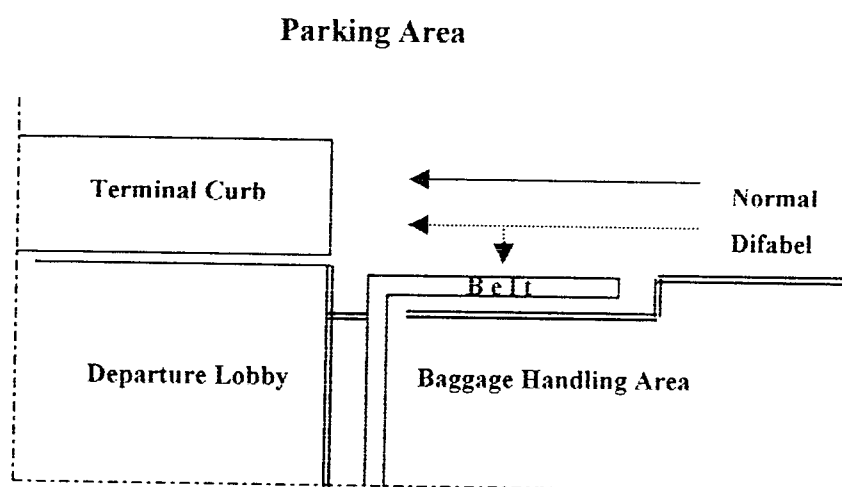 Parking Area
Terminal Curb
Normal
Difabel
Belt
Departure Lobby
Baggage Handling Area